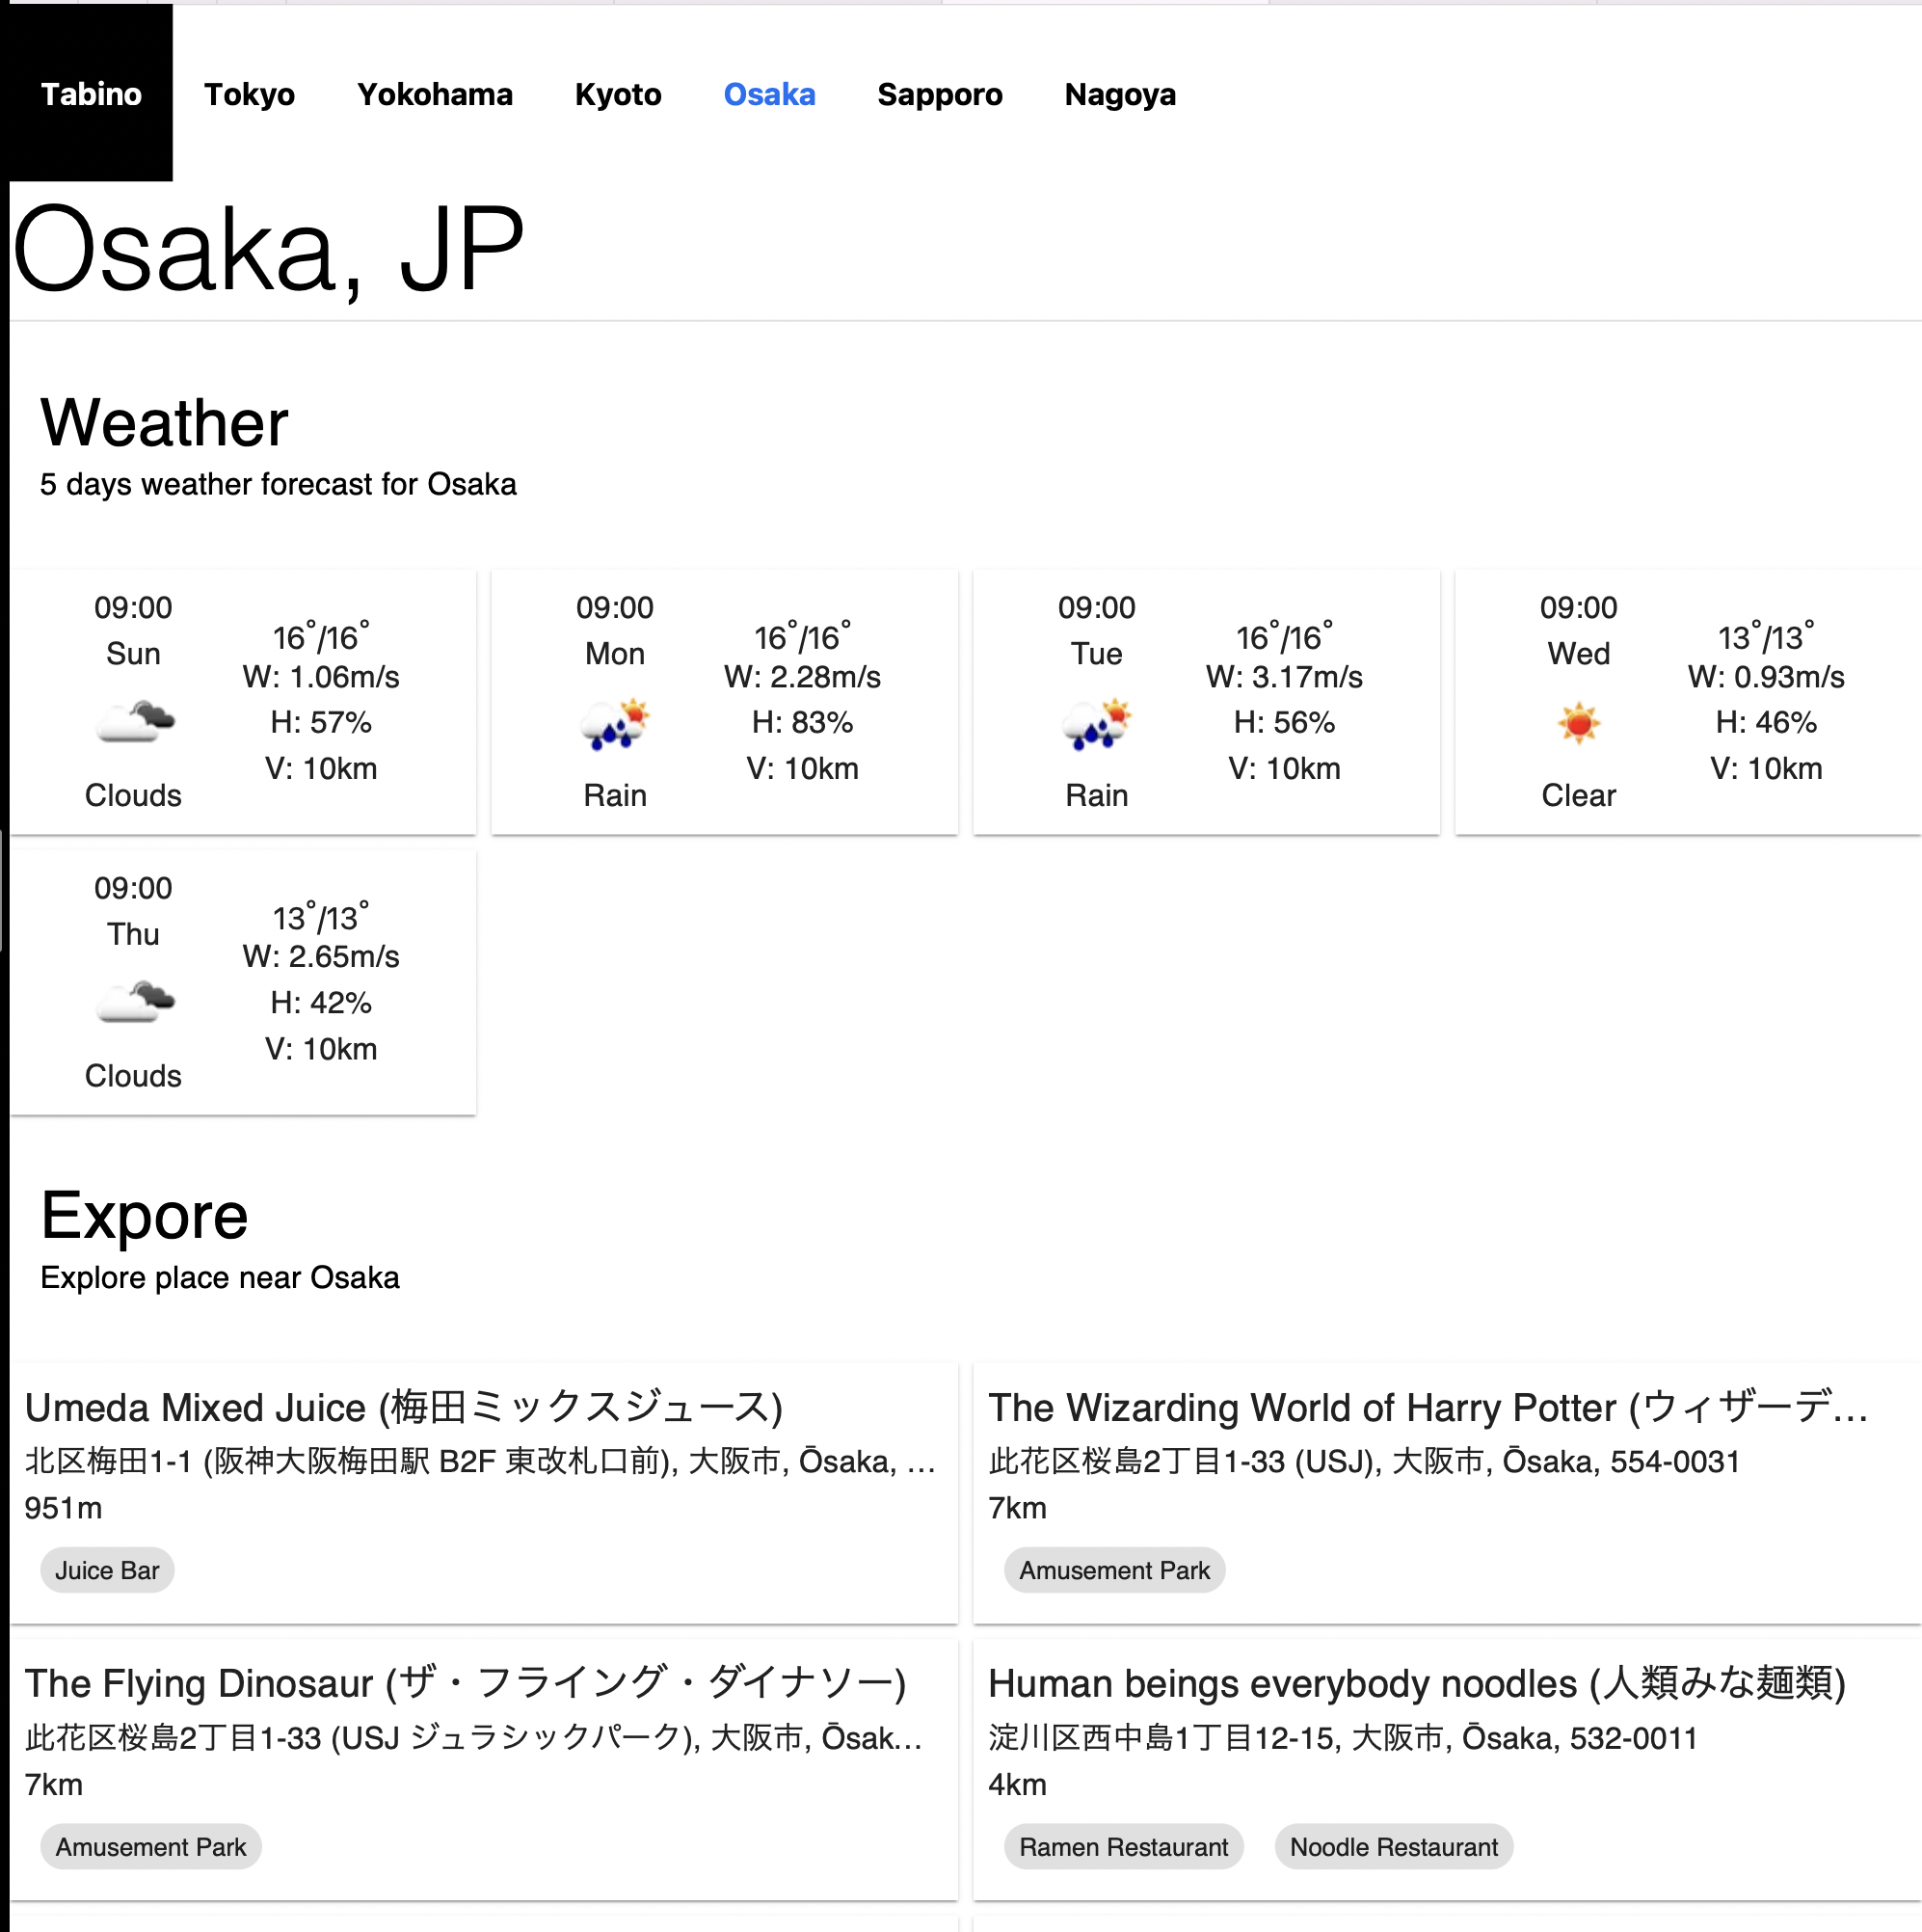 Tabino Tokyo Yokohama Kyoto Osaka Sapporo Nagoya
Osaka, JP
Weather
5 days weather forecast for Osaka
09:00
Sun
Clouds
16°/16°
W: 1.06m/s
H: 57%
V: 10km
09:00
Mon
Rain
16°/16°
W: 2.28m/s
H: 83%
V: 10km
09:00
Tue
Rain
16°/16°
W: 3.17m/s
H: 56%
V: 10km
09:00
Wed
Clear
13°/13°
W: 0.93m/s
H: 46%
V: 10km
09:00
Thu
Clouds
13°/13°
W: 2.65m/s
H: 42%
V: 10km
Expore
Explore place near Osaka
Umeda Mixed Juice (梅田ミックスジュース)
北区梅田1-1 (阪神大阪梅田駅 B2F 東改札口前), 大阪市, Ōsaka, …
951m
Juice Bar
The Wizarding World of Harry Potter (ウィザーデ…
此花区桜島2丁目1-33 (USJ), 大阪市, Ōsaka, 554-0031
7km
Amusement Park
The Flying Dinosaur (ザ・フライング・ダイナソー)
此花区桜島2丁目1-33 (USJ ジュラシックパーク), 大阪市, Ōsak…
7km
Amusement Park
Human beings everybody noodles (人類みな麺類)
淀川区西中島1丁目12-15, 大阪市, Ōsaka, 532-0011
4km
Ramen Restaurant Noodle Restaurant